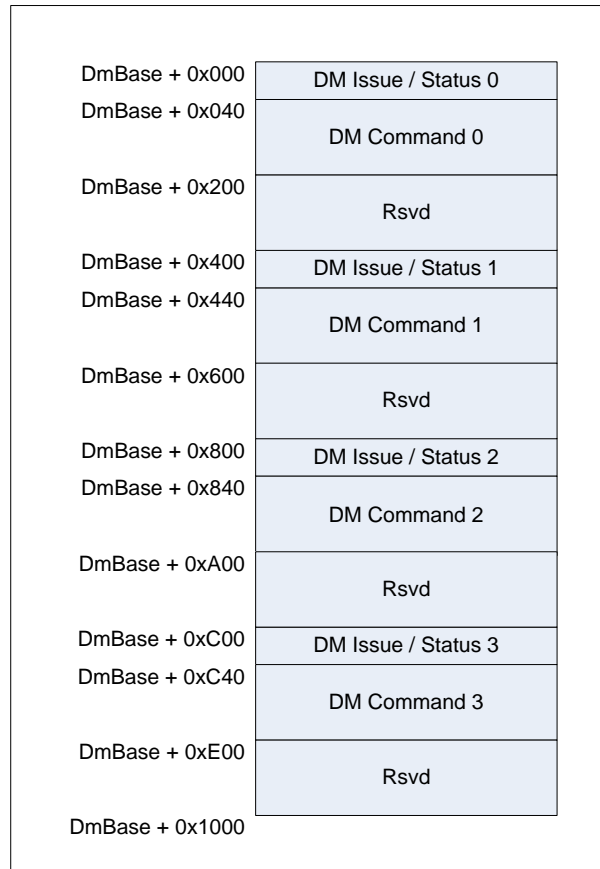 DmBase + 0x000
DM Issue / Status 0
DmBase + 0x040
DM Command 0
DmBase + 0x200
Rsvd
DmBase + 0x400
DM Issue / Status 1
DmBase + 0x440
DM Command 1
DmBase + 0x600
Rsvd
DmBase + 0x800
DM Issue / Status 2
DmBase + 0x840
DM Command 2
DmBase + 0xA00
Rsvd
DmBase + 0xC00
DM Issue / Status 3
DmBase + 0xC40
DM Command 3
DmBase + 0xE00
Rsvd
DmBase + 0x1000